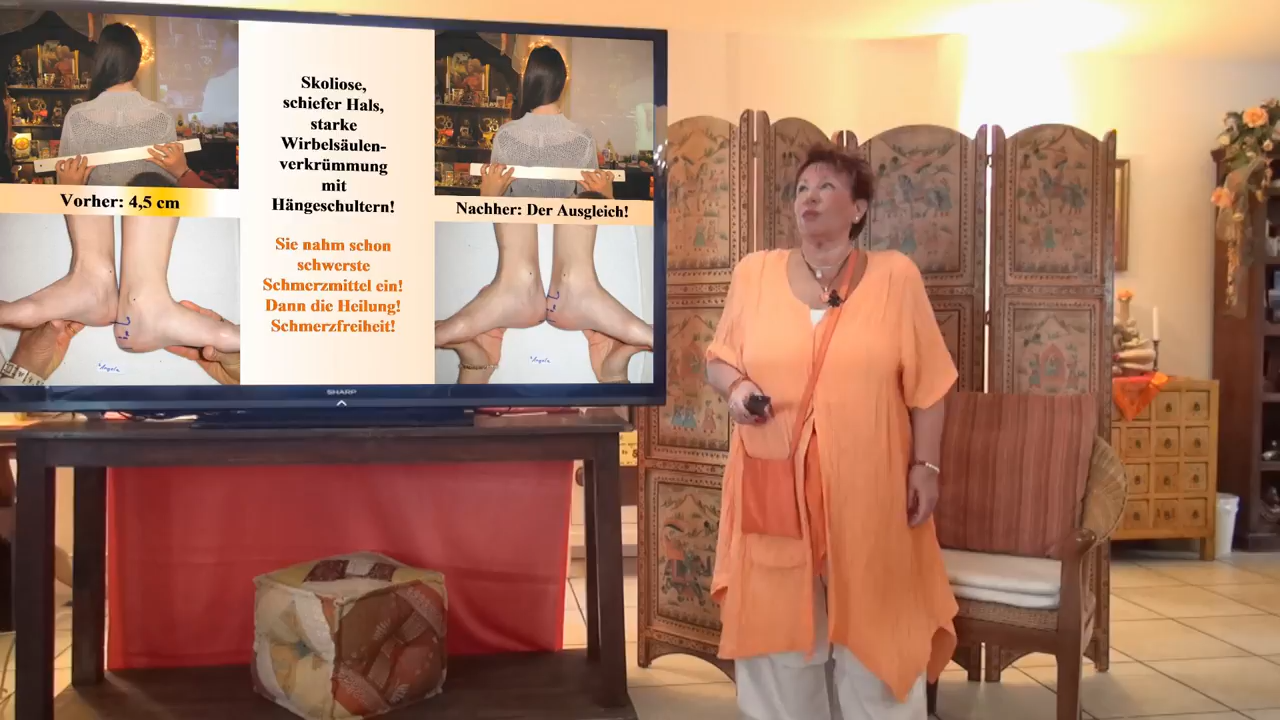 Skoliose,
schiefer Hals,
starke
Wirbelsäulen-
verkrümmung
mit
Hängeschultern!
Sie nahm schon
schwerste
Schmerzmittel ein!
Dann die Heilung!
Schmerzfreiheit!
Vorher: 4,5 cm
Nachher: Der Ausgleich!
SHARP